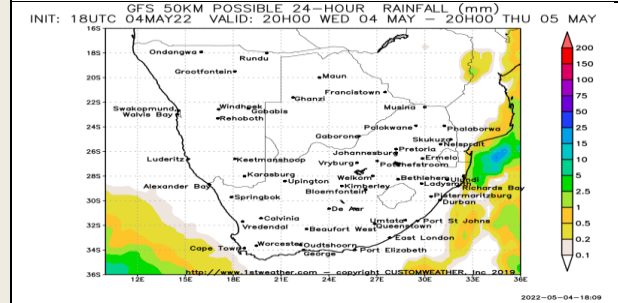 GFS 50KM POSSIBLE 24-HOUR RAINFALL (mm)
INIT: 18UTC 04MAY22 VALID: 20H00 WED 04 MAY - 20H00 THU 05 MAY
16S
Ondangwa
Rundu
200
18S
150
Grootfontein
Maun
100
20S
Francistown
75
Ghanzi
22S
Musina
50
Swakopmund
Windhoek
Gobabis
Walvis Bay
Rehoboth
25
24S
Polokwane
Phalaborwa
Gaborone
Skukuza
15
Pretoria
Nelspruit
26S
Johannesburg
Luderitz
Keetmanshoop
Vryburg
Potchefstroom
Ermelo
10
28S
Karasburg
Upington
Welkom
Bethlehem
Ulundi
5
Alexander Bay
Kimberley
Ladysmith
Richards Bay
Bloemfontein
2.5
30S
Springbok
Pietermaritzburg
Durban
De Aar
1
Calvinia
Umtata
Port St Johns
32S
Vredendal
Beaufort West
Queenstown
0.5
East London
Cape Town
Worcester
Oudtshoorn
0.2
34S
George
Port Elizabeth
0.1
36S
http://www.1stweather.com - copyright CUSTOMWEATHER, Inc 2019
12E 15E 18E 21E 24E 27E 30E 33E 36E
2022-05-04-18:09